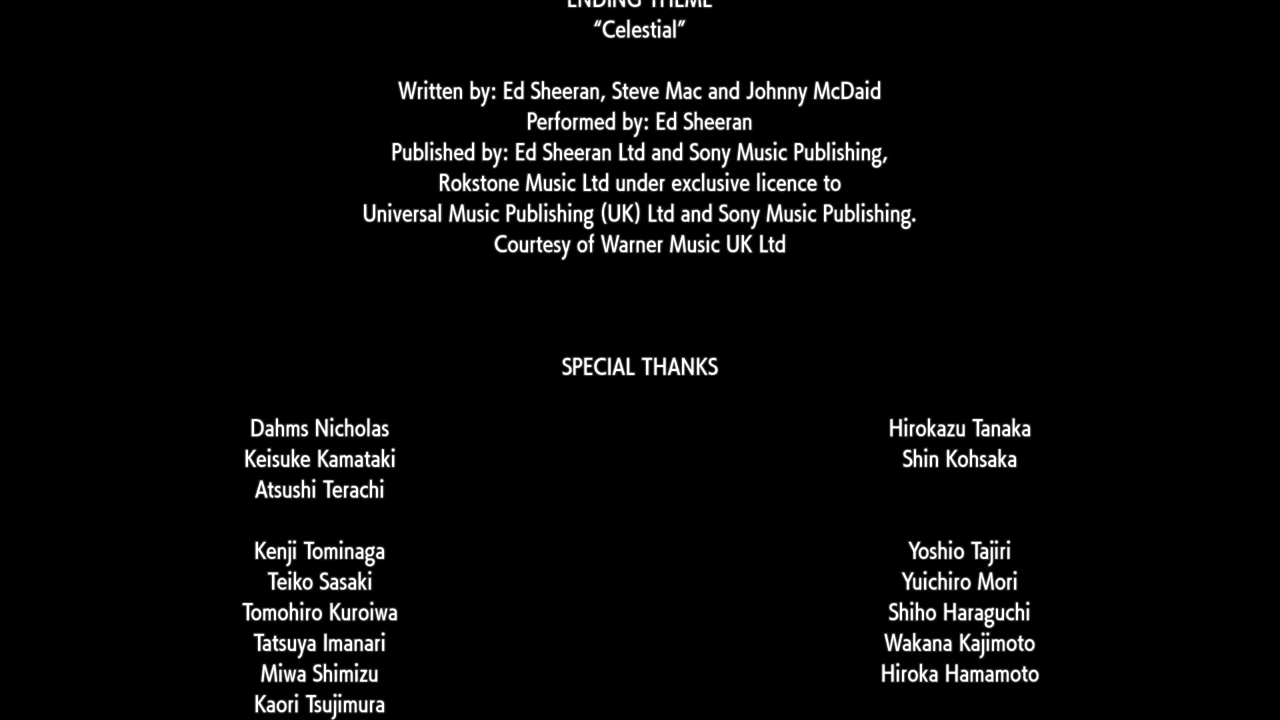 ENDING THEME
“Celestial”
Written by: Ed Sheeran, Steve Mac and Johnny McDaid
Performed by: Ed Sheeran
Published by: Ed Sheeran Ltd and Sony Music Publishing,
Rokstone Music Ltd under exclusive licence to
Universal Music Publishing (UK) Ltd and Sony Music Publishing.
Courtesy of Warner Music UK Ltd
SPECIAL THANKS
Dahms Nicholas
Keisuke Kamataki
Atsushi Terachi
Hirokazu Tanaka
Shin Kohsaka
Kenji Tominaga
Teiko Sasaki
Tomohiro Kuroiwa
Tatsuya Imanari
Miwa Shimizu
Kaori Tsujimura
Yoshio Tajiri
Yuichiro Mori
Shiho Haraguchi
Wakana Kajimoto
Hiroka Hamamoto